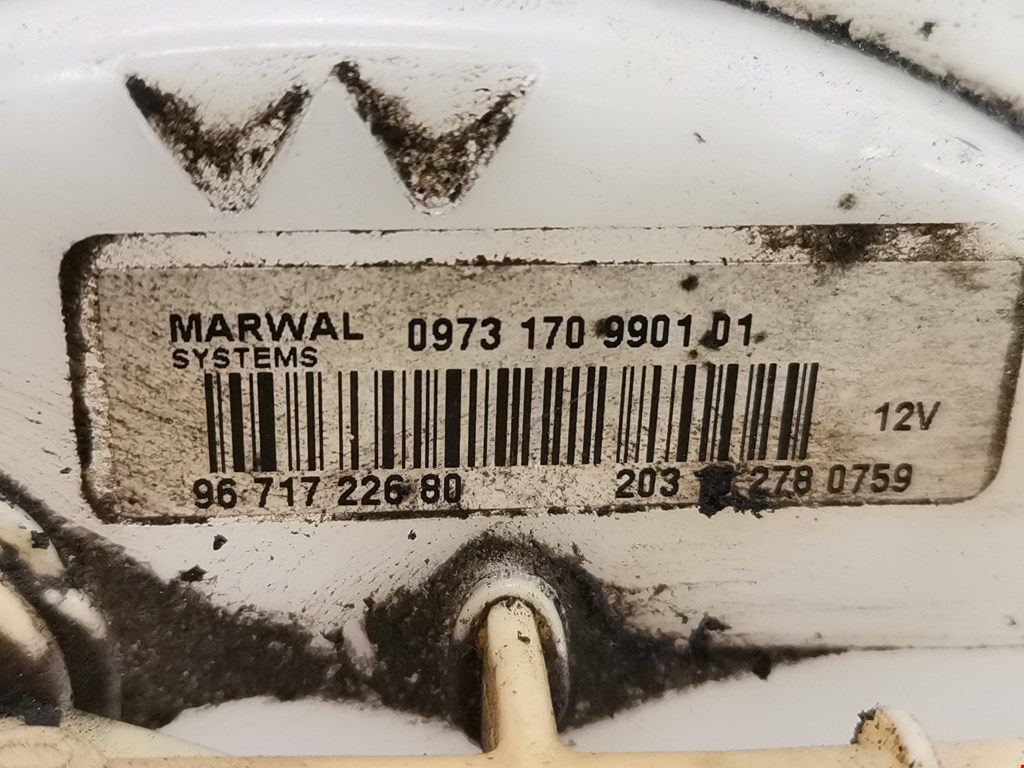 MARWAL 0973 170 9901 01
SYSTEMS
12V
96 717 226 80 203 278 0759